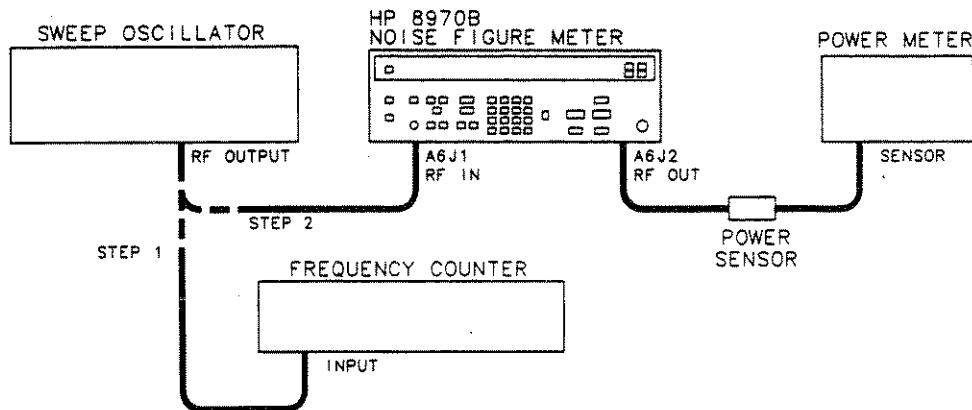 HP 8970B
SWEEP OSCILLATOR
NOISE FIGURE METER
POWER METER
RF OUTPUT
A6J1
RF IN
A6J2
RF OUT
SENSOR
STEP 2
STEP 1
POWER
SENSOR
FREQUENCY COUNTER
INPUT